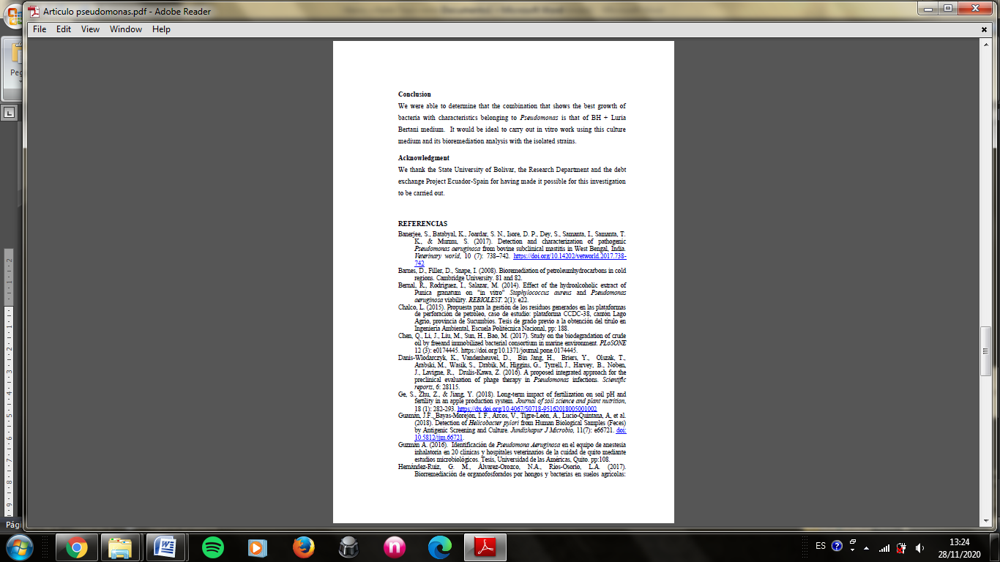 Articulo pseudomonas.pdf - Adobe Reader
File Edit View Window Help
Conclusion
We were able to determine that the combination that shows the best growth of
bacteria with characteristics belonging to Pseudomonas is that of BH + Luria
Bertani medium. It would be ideal to carry out in vitro work using this culture
medium and its bioremediation analysis with the isolated strains.
Acknowledgment
We thank the State University of Bolivar, the Research Department and the debt
exchange Project Ecuador-Spain for having made it possible for this investigation
to be carried out.
REFERENCIAS
Banerjee, S., Batabyal, K., Joardar, S. N., Isore, D. P., Dey, S., Samanta, I., Samanta, T.
K., & Murmu, S. (2017). Detection and characterization of pathogenic
Pseudomonas aeruginosa from bovine subclinical mastitis in West Bengal, India.
Veterinary world, 10 (7): 738–742. https://doi.org/10.14202/vetworld.2017.738-
742
Barnes, D., Filler, D., Snape, I. (2008). Bioremediation of petroleumhydrocarbons in cold
regions. Cambridge University. 81 and 82.
Bernal, R., Rodriguez, I., Salazar, M. (2014). Effect of the hydroalcoholic extract of
Punica granatum on "in vitro" Staphylococcus aureus and Pseudomonas
aeruginosa viability. REBIOLEST. 2(1): e22.
Chalco, L. (2015). Propuesta para la gestión de los residuos generados en las plataformas
de perforación de petróleo, caso de estudio: plataforma CCDC-38, cantón Lago
Agrio, provincia de Sucumbíos. Tesis de grado previo a la obtención del título en
Ingeniería Ambiental, Escuela Politécnica Nacional, pp: 188.
Chen, Q., Li, J., Liu, M., Sun, H., Bao, M. (2017). Study on the biodegradation of crude
oil by freeand immobilized bacterial consortium in marine environment. PLoSONE
12 (3): e0174445. https://doi.org/10.1371/journal.pone.0174445.
Danis-Wlodarczyk, K., Vandenheuvel, D., Bin Jang, H., Briers, Y., Olszak, T.,
Arabski, M., Wasik, S., Drabik, M., Higgins, G., Tyrrell, J., Harvey, B., Noben,
J., Lavigne, R., Drulis-Kawa, Z. (2016). A proposed integrated approach for the
preclinical evaluation of phage therapy in Pseudomonas infections. Scientific
reports, 6: 28115.
Ge, S., Zhu, Z., & Jiang, Y. (2018). Long-term impact of fertilization on soil pH and
fertility in an apple production system. Journal of soil science and plant nutrition,
18 (1): 282-293. https://dx.doi.org/10.4067/S0718-95162018005001002
Guamán, J.F., Bayas-Morejón, I. F., Arcos, V., Tigre-León, A., Lucio-Quintana, A, et al.
(2018). Detection of Helicobacter pylori from Human Biological Samples (Feces)
by Antigenic Screening and Culture. Jundishapur J Microbio, 11(7): e66721. doi:
10.5812/jjm.66721.
Guzmán A. (2016). Identificación de Pseudomona Aeruginosa en el equipo de anestesia
inhalatoria en 20 clínicas y hospitales veterinarios de la cuidad de quito mediante
estudios microbiológicos. Tesis, Universidad de las Américas, Quito. pp:108.
Hernández-Ruiz, G. M., Álvarez-Orozco, N.A., Ríos-Osorio, L.A. (2017).
Biorremediación de organofosforados por hongos y bacterias en suelos agrícolas:
Peg
Pági
ES
13:24
28/11/2020